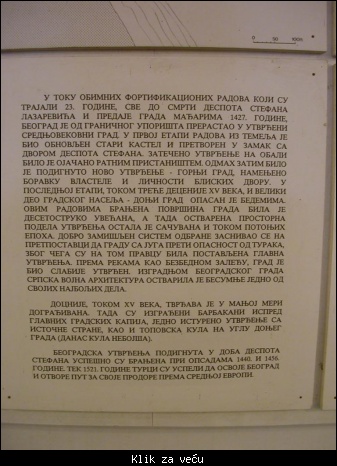 У ТОКУ ОБИМНИХ ФОРТИФИКАЦИОНИХ РАДОВА КОЈИ СУ
ТРАЈАЛИ 23. ГОДИНЕ, СВЕ ДО СМРТИ ДЕСПОТА СТЕФАНА
ЛАЗАРЕВИЋА И ПРЕДАЈЕ ГРАДА МАЂАРИМА 1427. ГОДИНЕ,
БЕОГРАД ЈЕ ОД ГРАНИЧНОГ УПОРИШТА ПРЕРАСТАО У УТВРЂЕНИ
СРЕДЊОВЕКОВНИ ГРАД. У ПРВОЈ ЕТАПИ РАДОВА ИЗ ТЕМЕЉА ЈЕ
БИО ОБНОВЉЕН СТАРИ КАСТЕЛ И ПРЕТВОРЕН У ЗАМАК СА
ДВОРОМ ДЕСПОТА СТЕФАНА. ЗАТЕЧЕНО УТВРЂЕЊЕ НА ОБАЛИ
БИЛО ЈЕ ОЈАЧАНО РАТНИМ ПРИСТАНИШТЕМ. ОДМАХ ЗАТИМ БИЛО
ЈЕ ПОДИГНУТО НОВО УТВРЂЕЊЕ - ГОРЊИ ГРАД, НАМЕЊЕНО
БОРАВКУ ВЛАСТЕЛЕ И ЛИЧНОСТИ БЛИСКИХ ДВОРУ. У
ПОСЛЕДЊОЈ ЕТАПИ, ТОКОМ ТРЕЋЕ ДЕЦЕНИЈЕ XV ВЕКА, И ВЕЛИКИ
ДЕО ГРАДСКОГ НАСЕЉА - ДОЊИ ГРАД ОПАСАН ЈЕ БЕДЕМИМА.
ОВИМ РАДОВИМА БРАЊЕНА ПОВРШИНА ГРАДА БИЛА ЈЕ
ДЕСЕТОСТРУКО УВЕЋАНА, А ТАДА ОСТВАРЕНА ПРОСТОРНА
ПОДЕЛА УТВРЂЕЊА ОСТАЛА ЈЕ САЧУВАНА И ТОКОМ ПОТОЊИХ
ЕПОХА. ДОБРО ЗАМИШЉЕН СИСТЕМ ОДБРАНЕ ЗАСНИВАО СЕ НА
ПРЕТПОСТАВЦИ ДА ГРАДУ СА ЈУГА ПРЕТИ ОПАСНОСТ ОД ТУРАКА,
ЗБОГ ЧЕГА СУ НА ТОМ ПРАВЦУ БИЛА ПОСТАВЉЕНА ГЛАВНА
УТВРЂЕЊА. ПРЕМА РЕКАМА КАО БЕЗБЕДНОМ ЗАЛЕЂУ, ГРАД ЈЕ
БИО СЛАБИЈЕ УТВРЂЕН. ИЗГРАДЊОМ БЕОГРАДСКОГ ГРАДА
СРПСКА ВОЈНА АРХИТЕКТУРА ОСТВАРИЛА ЈЕ БЕСУМЊЕ ЈЕДНО ОД
СВОЈИХ НАЈБОЉИХ ДЕЛА.
ДОЦНИЈЕ, ТОКОМ XV ВЕКА, ТВРЂАВА ЈЕ У МАЊОЈ МЕРИ
ДОГРАЂИВАНА. ТАДА СУ ИЗГРАЂЕНИ БАРБАКАНИ ИСПРЕД
ГЛАВНИХ ГРАДСКИХ КАПИЈА, ЈЕДНО ИСТУРЕНО УТВРЂЕЊЕ СА
ИСТОЧНЕ СТРАНЕ, КАО И ТОПОВСКА КУЛА НА УГЛУ ДОЊЕГ
ГРАДА (ДАНАС КУЛА НЕБОЈША).
БЕОГРАДСКА УТВРЂЕЊА ПОДИГНУТА У ДОБА ДЕСПОТА
СТЕФАНА УСПЕШНО СУ БРАЊЕНА ПРИ ОПСАДАМА 1440. И 1456.
ГОДИНЕ. ТЕК 1521. ГОДИНЕ ТУРЦИ СУ УСПЕЛИ ДА ОСВОЈЕ БЕОГРАД
И ОТВОРЕ ПУТ ЗА СВОЈЕ ПРОДОРЕ ПРЕМА СРЕДЊОЈ ЕВРОПИ.
Klik za veću